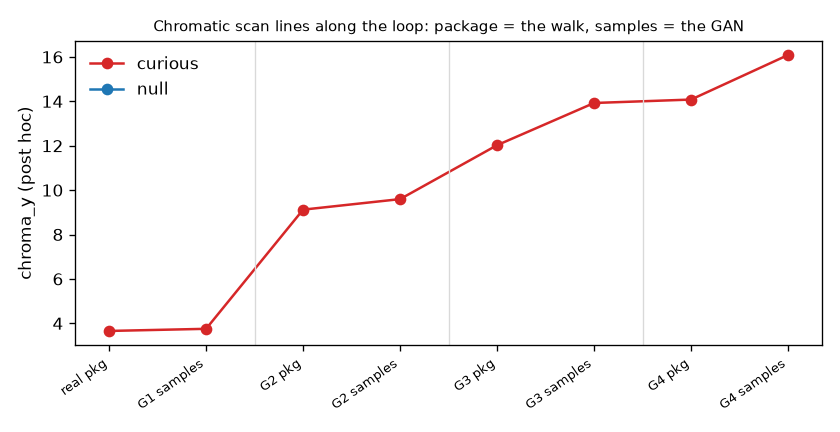 Chromatic scan lines along the loop: package = the walk, samples = the GAN
chroma_y (post hoc)
16
14
12
10
8
6
4
curious
null
real pkg
G1 samples
G2 pkg
G2 samples
G3 pkg
G3 samples
G4 pkg
G4 samples